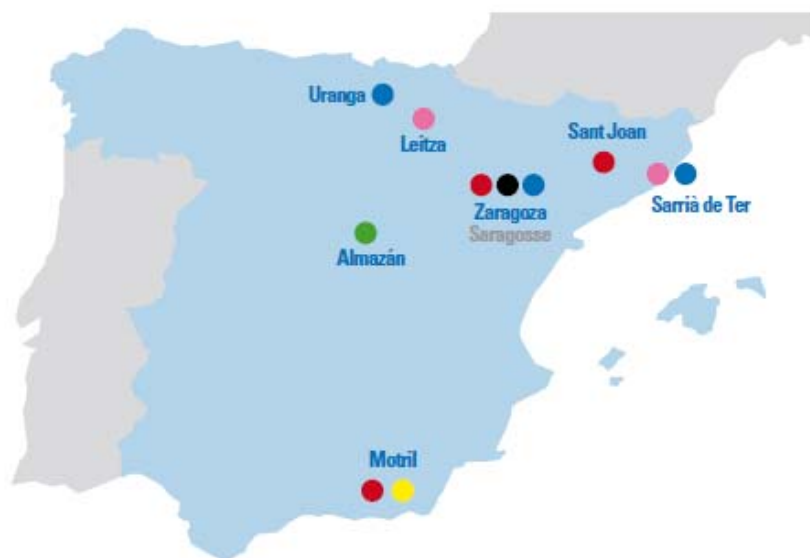 Uranga
Leitza
Sant Joan
Zaragoza
Saragosse
Sarrià de Ter
Almazán
Motril